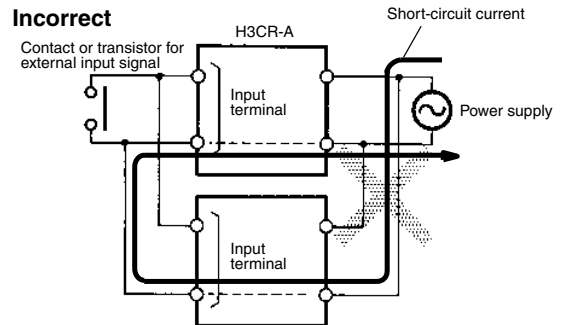 Incorrect
Short-circuit current
H3CR-A
Contact or transistor for
external input signal
Input
terminal
Power supply
Input
terminal